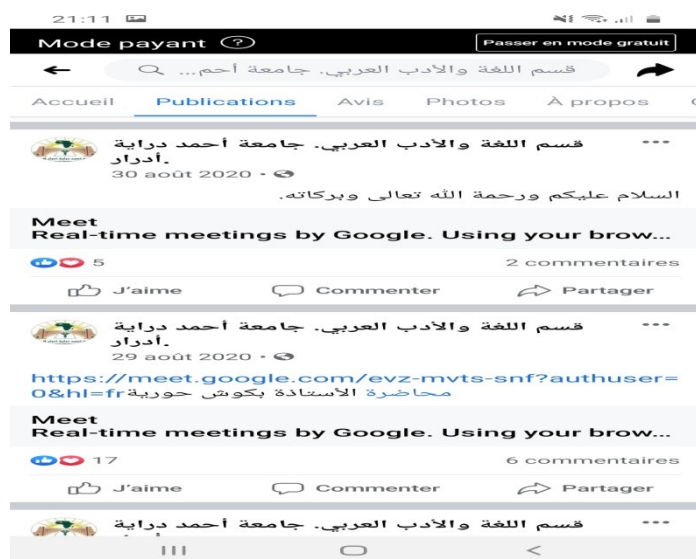 21:11
Mode payant ?
Passer en mode gratuit
قسم اللغة والأدب العربي. جامعة أحم...
Accueil Publications Avis Photos À propos
قسم اللغة والأدب العربي. جامعة أحمد دراية
أدرار.
30 août 2020
السلام عليكم ورحمة الله تعالى وبركاته.
Meet
Real-time meetings by Google. Using your brow...
5 2 commentaires
J'aime Commenter Partager
قسم اللغة والأدب العربي. جامعة أحمد دراية
أدرار.
29 août 2020
https://meet.google.com/evz-mvts-snf?authuser=
0&hl=fr محاضرة الأستاذة بكوش حورية
Meet
Real-time meetings by Google. Using your brow...
17 6 commentaires
J'aime Commenter Partager
قسم اللغة والأدب العربي. جامعة أحمد دراية